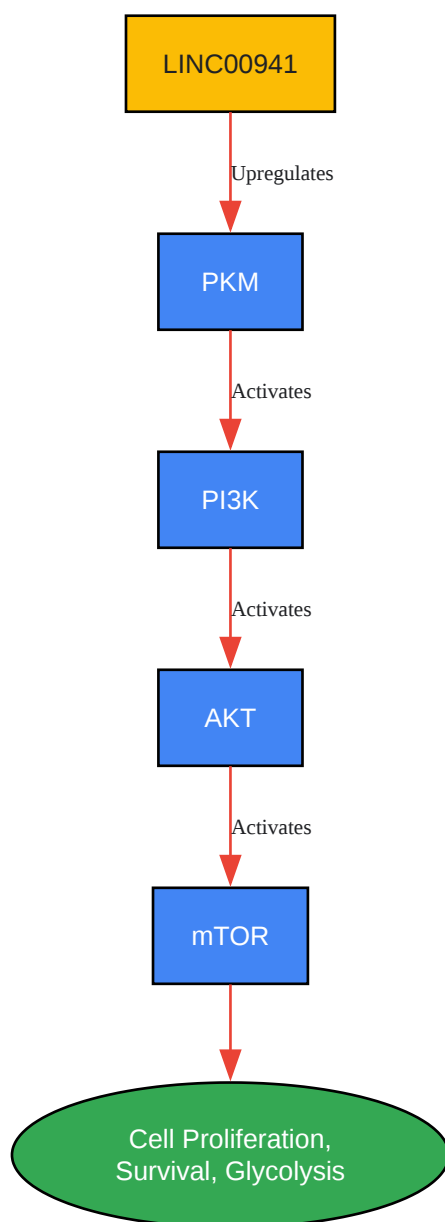 LINC00941
Upregulates
PKM
Activates
PI3K
Activates
AKT
Activates
mTOR
Cell Proliferation,
Survival, Glycolysis